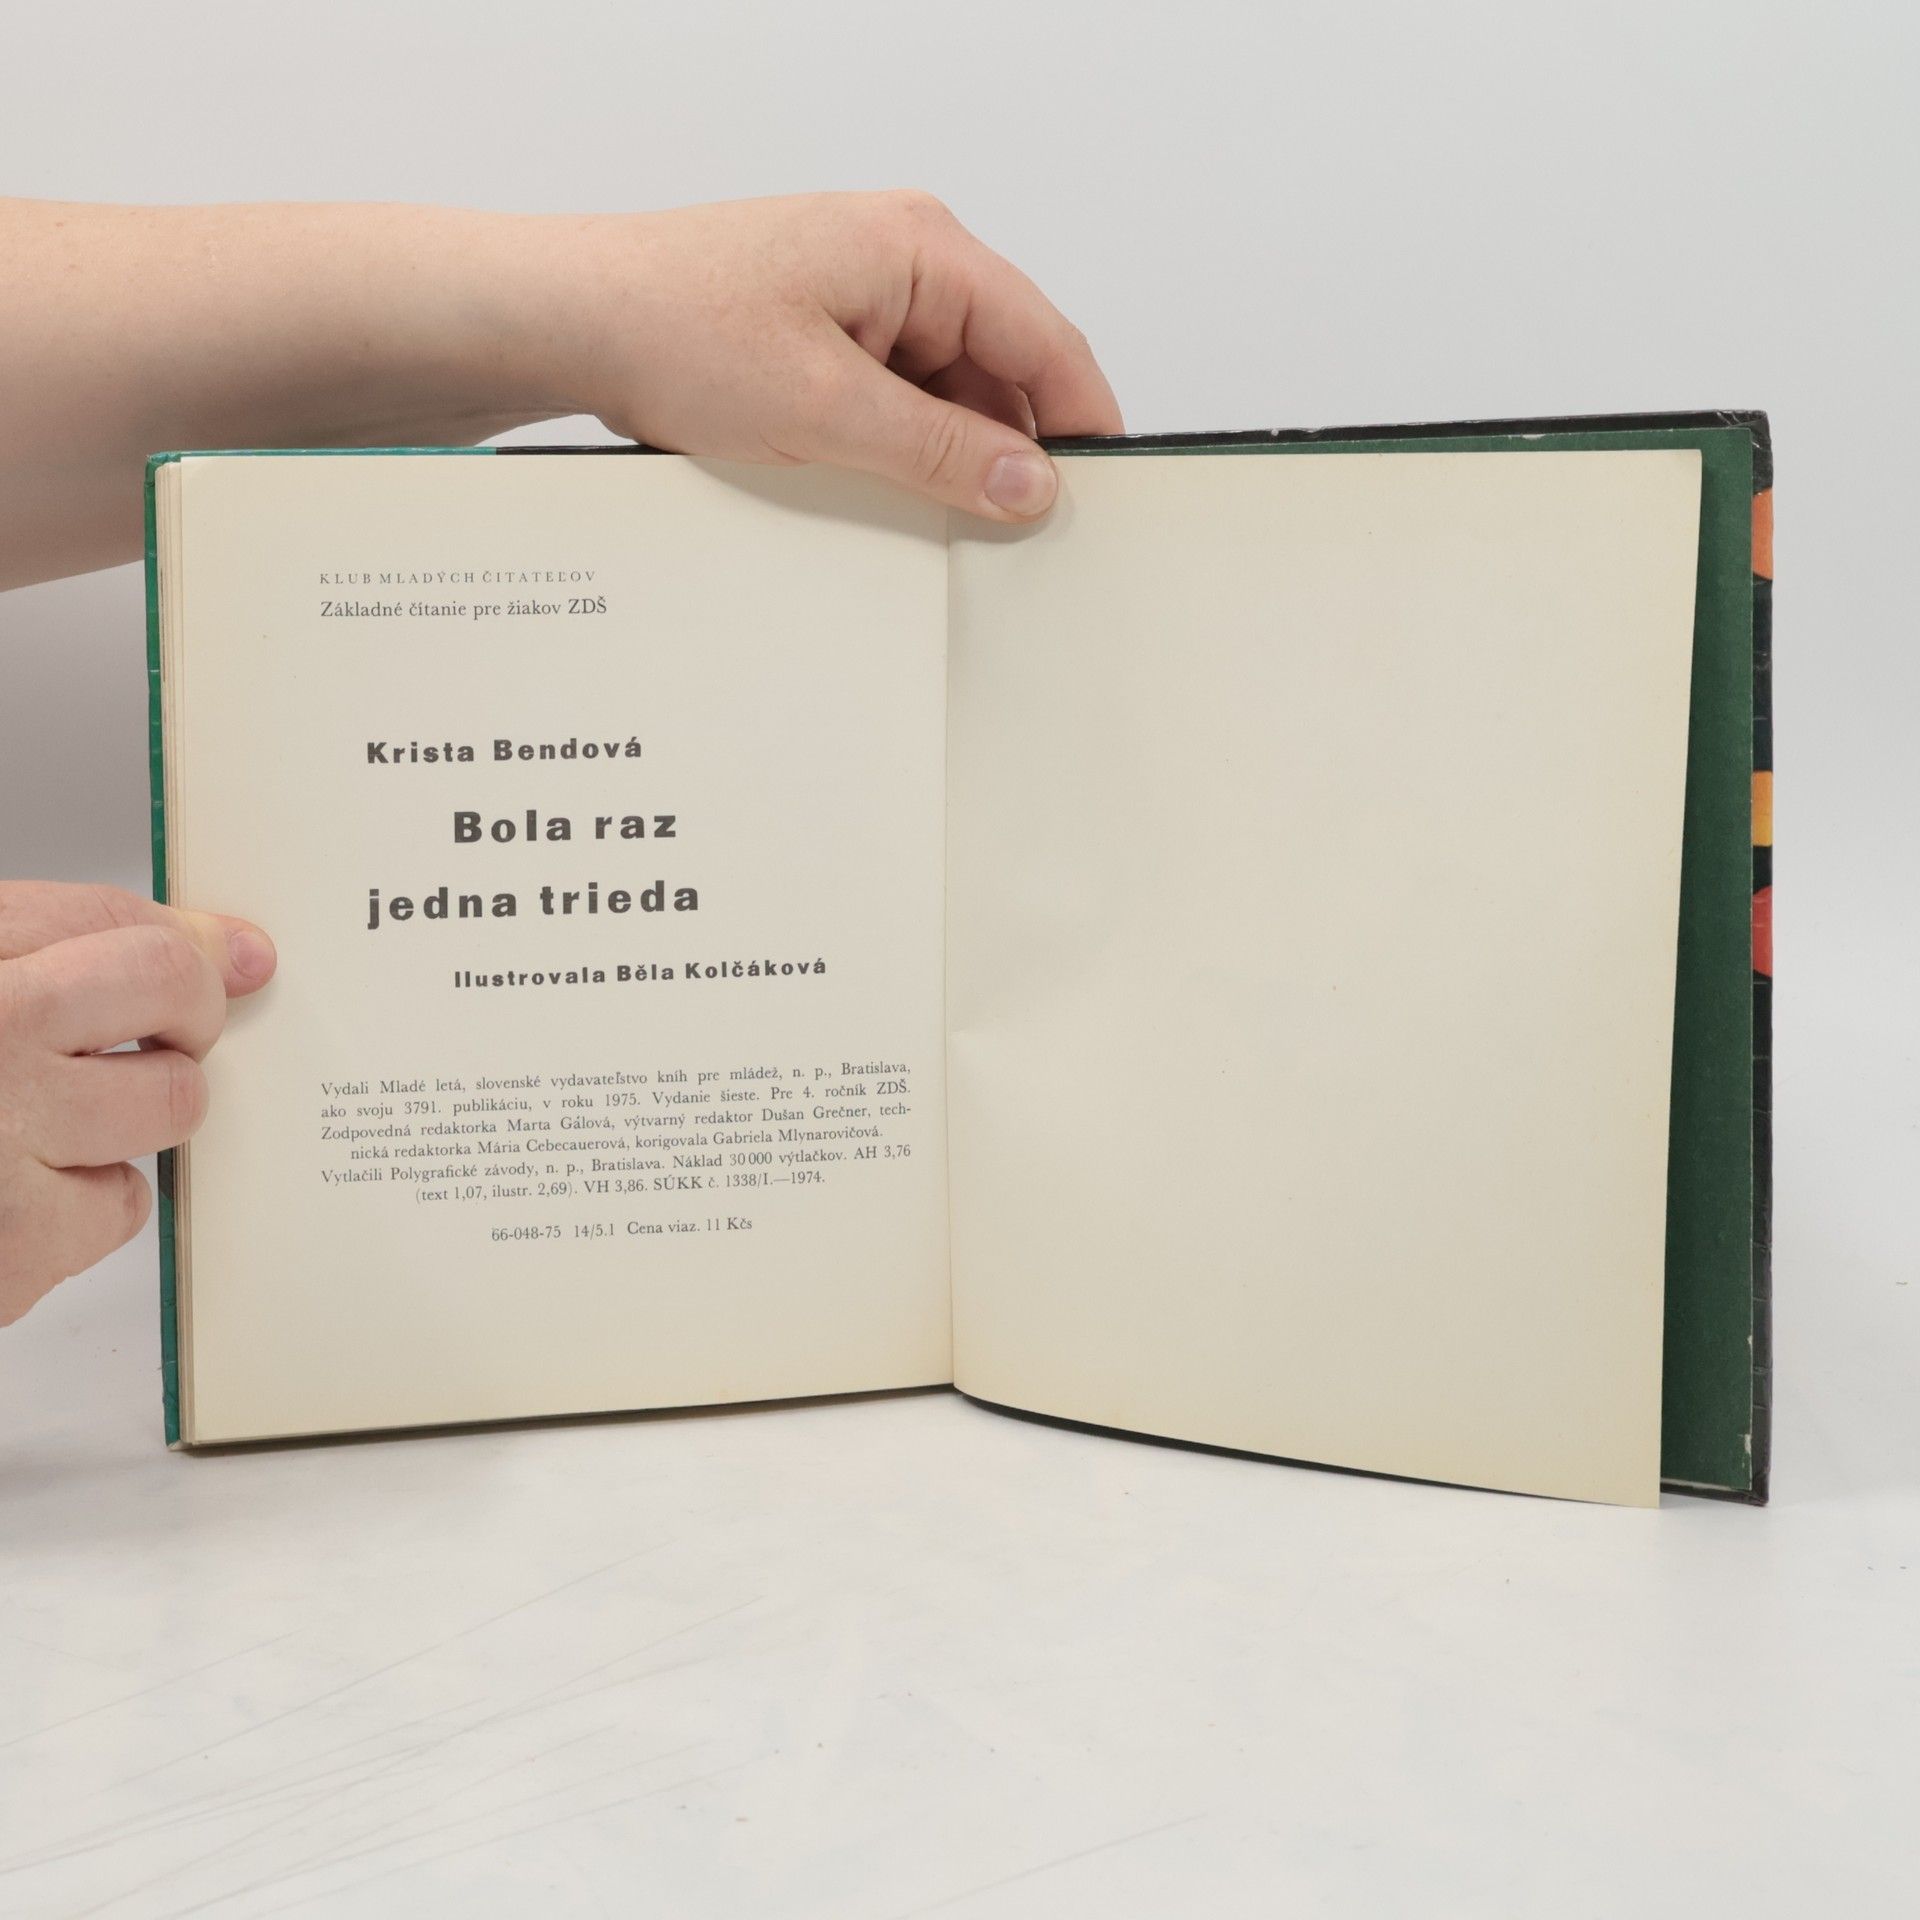 KLUB MLADÝCH ČITATEĽOV
Základné čítanie pre žiakov ZDŠ
Krista Bendová
Bola raz
jedna trieda
Ilustrovala Běla Kolčáková
Vydali Mladé letá, slovenské vydavateľstvo kníh pre mládež, n. p., Bratislava,
ako svoju 3791. publikáciu, v roku 1975. Vydanie šieste. Pre 4. ročník ZDŠ.
Zodpovedná redaktorka Marta Gálová, výtvarný redaktor Dušan Grečner, tech-
nická redaktorka Mária Cebecauerová, korigovala Gabriela Mlynarovičová.
Vytlačili Polygrafické závody, n. p., Bratislava. Náklad 30 000 výtlačkov. AH 3,76
(text 1,07, ilustr. 2,69). VH 3,86. SÚKK č. 1338/I.—1974.
66-048-75 14/5.1 Cena viaz. 11 Kčs